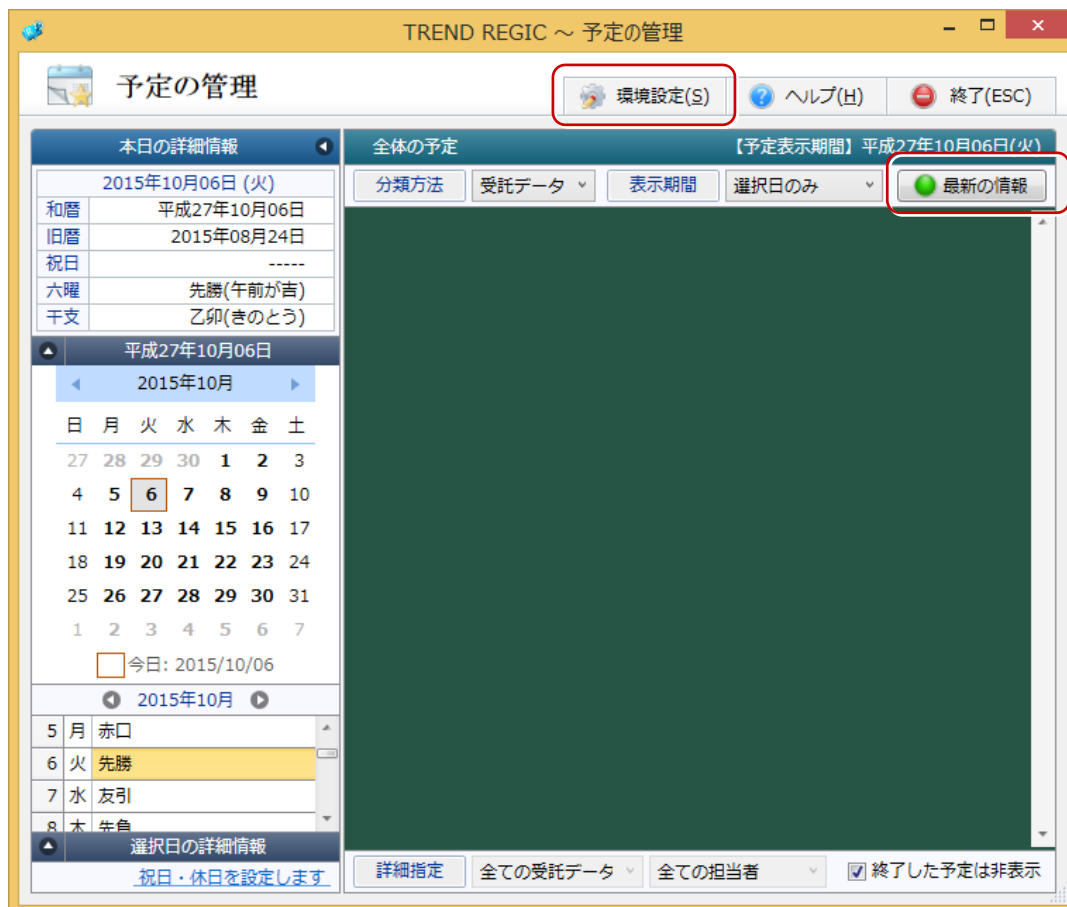 TREND REGIC ～ 予定の管理
予定の管理
環境設定(S) ヘルプ(H) 終了(ESC)
本日の詳細情報
2015年10月06日 (火)
和暦 平成27年10月06日
旧暦 2015年08月24日
祝日 -----
六曜 先勝(午前が吉)
干支 乙卯(きのとう)
平成27年10月06日
2015年10月
日 月 火 水 木 金 土
27 28 29 30 1 2 3
4 5 6 7 8 9 10
11 12 13 14 15 16 17
18 19 20 21 22 23 24
25 26 27 28 29 30 31
1 2 3 4 5 6 7
今日: 2015/10/06
2015年10月
5 月 赤口
6 火 先勝
7 水 友引
8 木 先負
選択日の詳細情報
祝日・休日を設定します
全体の予定 【予定表示期間】平成27年10月06日(火)
分類方法 受託データ 表示期間 選択日のみ 最新の情報
詳細指定 全ての受託データ 全ての担当者 終了した予定は非表示